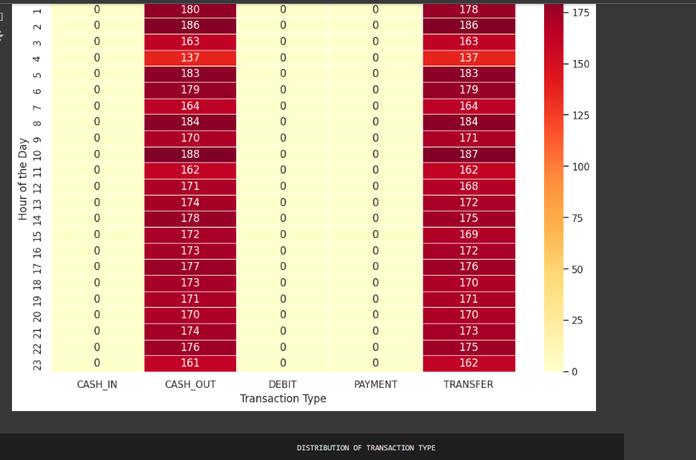 1 0 180 0 0 178
2 0 186 0 0 186
3 0 163 0 0 163
4 0 137 0 0 137
5 0 183 0 0 183
6 0 179 0 0 179
7 0 164 0 0 164
8 0 184 0 0 184
9 0 170 0 0 171
10 0 188 0 0 187
11 0 162 0 0 162
12 0 171 0 0 168
13 0 174 0 0 172
14 0 178 0 0 175
15 0 172 0 0 169
16 0 173 0 0 172
17 0 177 0 0 176
18 0 173 0 0 170
19 0 171 0 0 171
20 0 170 0 0 170
21 0 174 0 0 173
22 0 176 0 0 175
23 0 161 0 0 162
Hour of the Day
CASH_IN CASH_OUT DEBIT PAYMENT TRANSFER
Transaction Type
175
150
125
100
75
50
25
0
DISTRIBUTION OF TRANSACTION TYPE